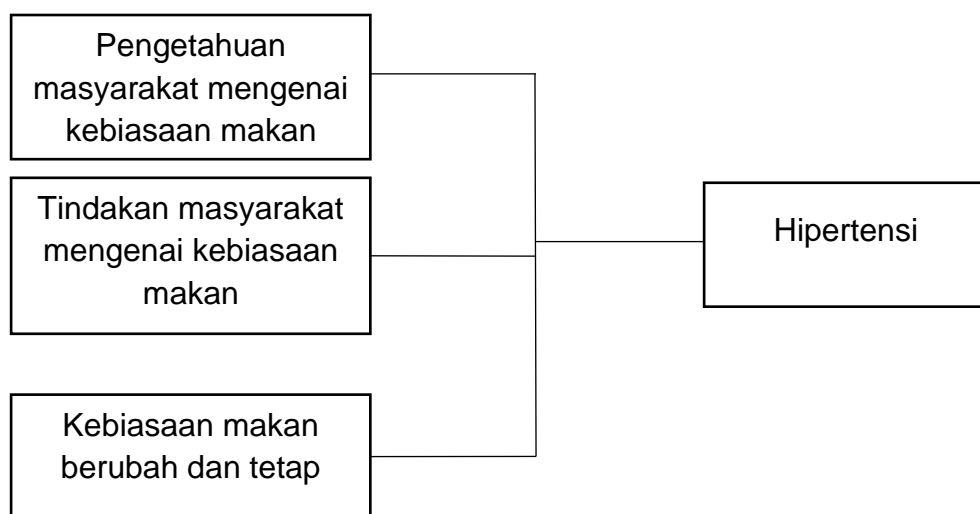 Pengetahuan
masyarakat mengenai
kebiasaan makan
Tindakan masyarakat
mengenai kebiasaan
makan
Hipertensi
Kebiasaan makan
berubah dan tetap